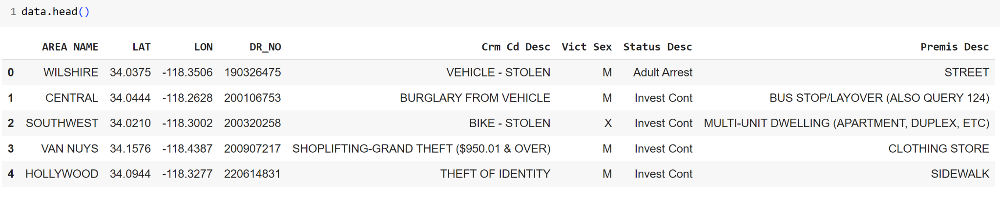 1 data.head()
AREA NAME LAT LON DR_NO Crm Cd Desc Vict Sex Status Desc Premis Desc
0 WILSHIRE 34.0375 -118.3506 190326475 VEHICLE - STOLEN M Adult Arrest STREET
1 CENTRAL 34.0444 -118.2628 200106753 BURGLARY FROM VEHICLE M Invest Cont BUS STOP/LAYOVER (ALSO QUERY 124)
2 SOUTHWEST 34.0210 -118.3002 200320258 BIKE - STOLEN X Invest Cont MULTI-UNIT DWELLING (APARTMENT, DUPLEX, ETC)
3 VAN NUYS 34.1576 -118.4387 200907217 SHOPLIFTING-GRAND THEFT ($950.01 & OVER) M Invest Cont CLOTHING STORE
4 HOLLYWOOD 34.0944 -118.3277 220614831 THEFT OF IDENTITY M Invest Cont SIDEWALK